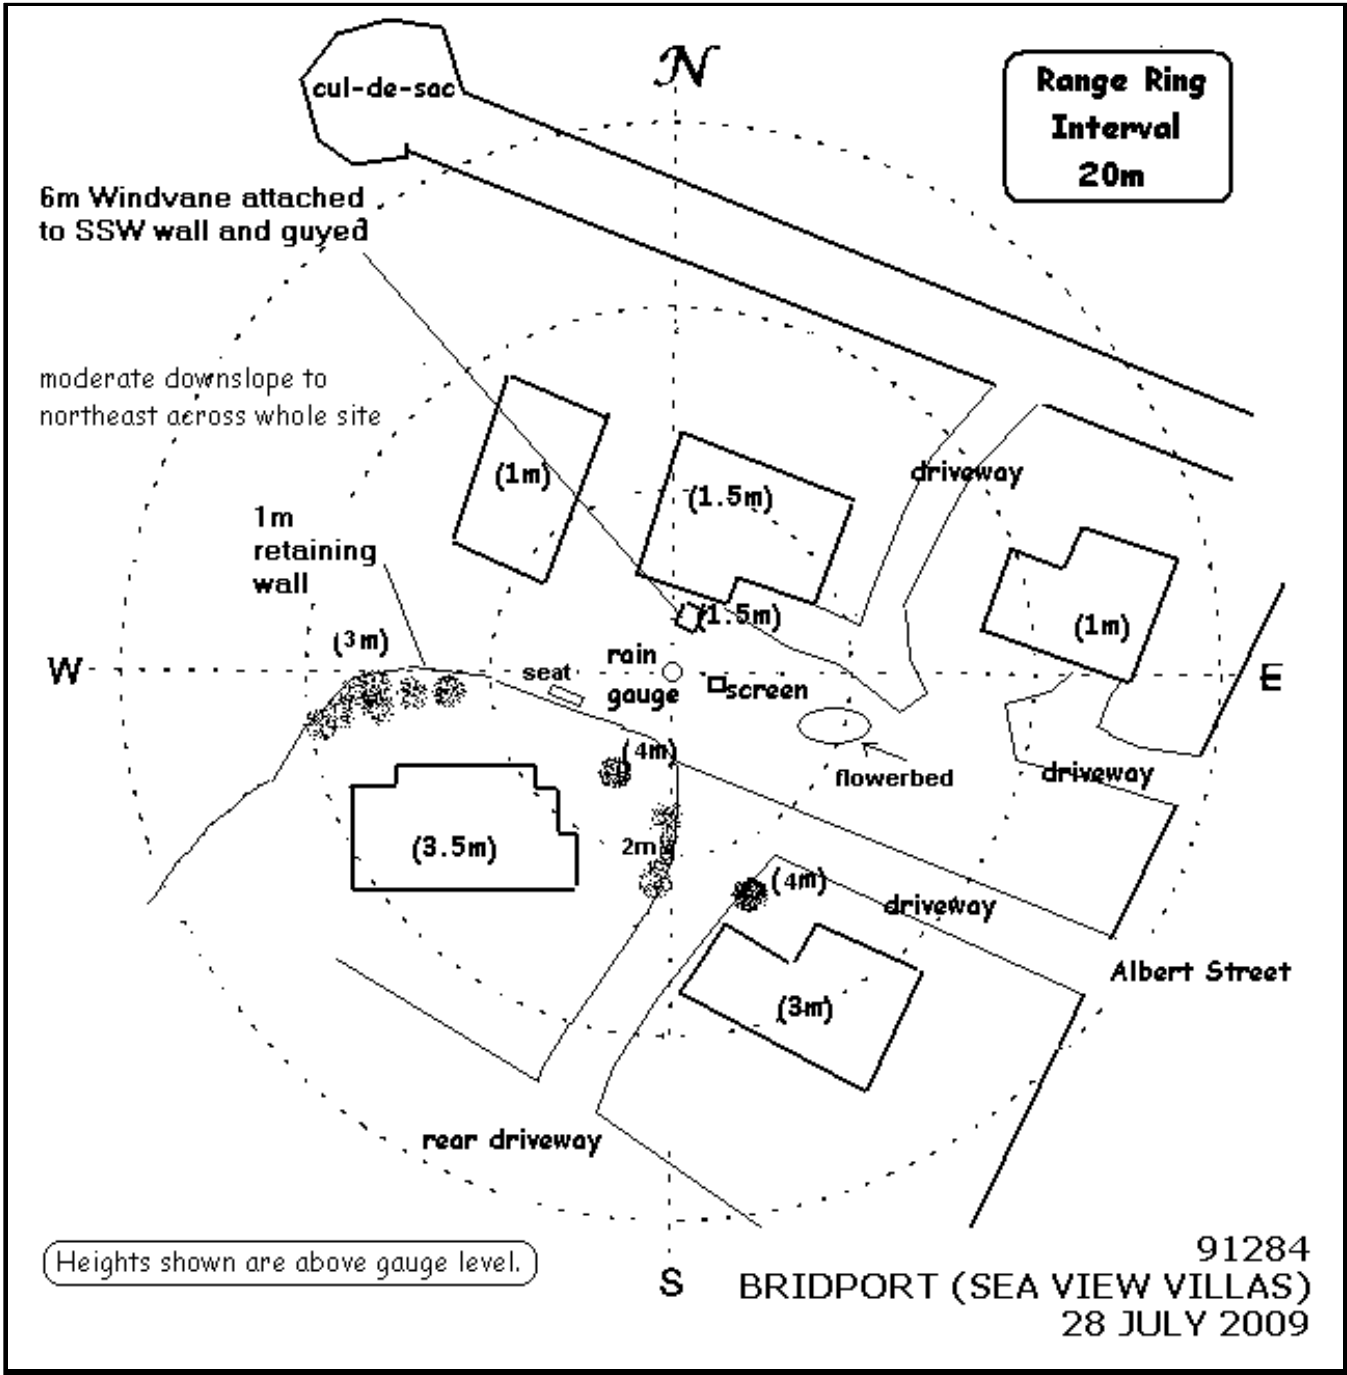 N
cul-de-sac
Range Ring
Interval
20m
6m Windvane attached
to SSW wall and guyed
moderate downslope to
northeast across whole site
(1m)
(1.5m)
driveway
1m
retaining
wall
(1.5m)
(1m)
(3m)
W
seat
rain
gauge
screen
E
(4m)
flowerbed
driveway
(3.5m)
2m
(4m)
driveway
Albert Street
(3m)
rear driveway
Heights shown are above gauge level.
S
91284
BRIDPORT (SEA VIEW VILLAS)
28 JULY 2009